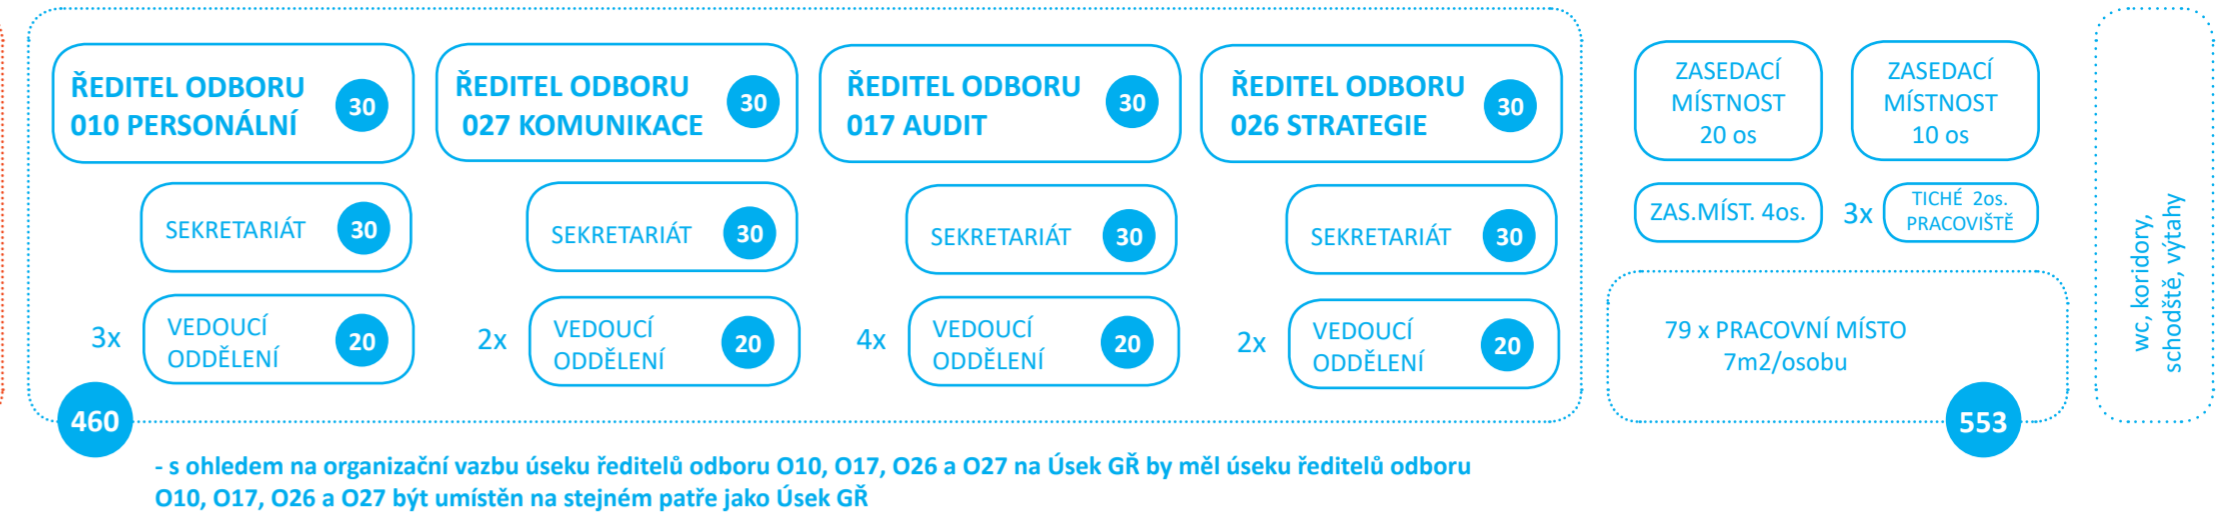 ŘEDITEL ODBORU
010 PERSONÁLNÍ
30
ŘEDITEL ODBORU
027 KOMUNIKACE
30
ŘEDITEL ODBORU
017 AUDIT
30
ŘEDITEL ODBORU
026 STRATEGIE
30
ZASEDACÍ
MÍSTNOST
20 os
ZASEDACÍ
MÍSTNOST
10 os
SEKRETARIÁT
30
SEKRETARIÁT
30
SEKRETARIÁT
30
SEKRETARIÁT
30
ZAS.MÍST. 4os.
3x
TICHÉ 2os.
PRACOVIŠTĚ
3x
VEDOUCÍ
ODDĚLENÍ
20
2x
VEDOUCÍ
ODDĚLENÍ
20
4x
VEDOUCÍ
ODDĚLENÍ
20
2x
VEDOUCÍ
ODDĚLENÍ
20
79 x PRACOVNÍ MÍSTO
7m2/osobu
wc, koridory,
schodště, výtahy
460
553
- s ohledem na organizační vazbu úseku ředitelů odboru O10, O17, O26 a O27 na Úsek GŘ by měl úseku ředitelů odboru
O10, O17, O26 a O27 být umístěn na stejném patře jako Úsek GŘ